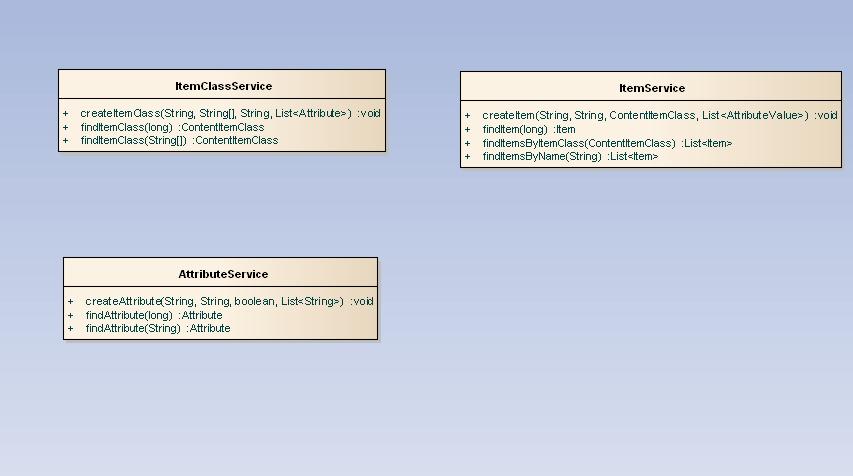 ItemClassService
+ createItemClass(String, String[], String, List<Attribute>) :void
+ findItemClass(long) :ContentItemClass
+ findItemClass(String[]) :ContentItemClass
ItemService
+ createItem(String, String, ContentItemClass, List<AttributeValue>) :void
+ findItem(long) :Item
+ findItemsByItemClass(ContentItemClass) :List<Item>
+ findItemsByName(String) :List<Item>
AttributeService
+ createAttribute(String, String, boolean, List<String>) :void
+ findAttribute(long) :Attribute
+ findAttribute(String) :Attribute